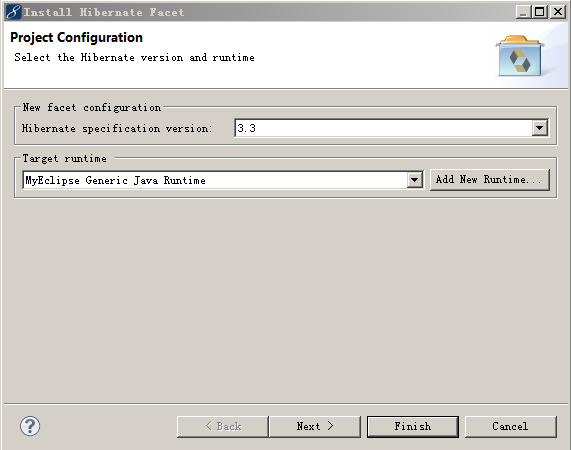 Install Hibernate Facet
Project Configuration
Select the Hibernate version and runtime
New facet configuration
Hibernate specification version: 3.3
Target runtime
MyEclipse Generic Java Runtime Add New Runtime...
? < Back Next > Finish Cancel